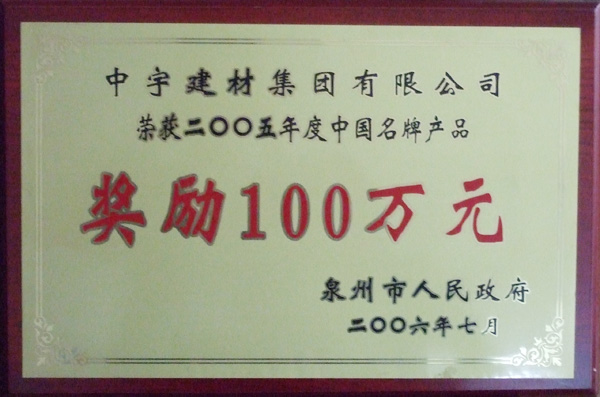 中宇建材集团有限公司
荣获二〇〇五年度中国名牌产品
奖励100万元
泉州市人民政府
二〇〇六年七月